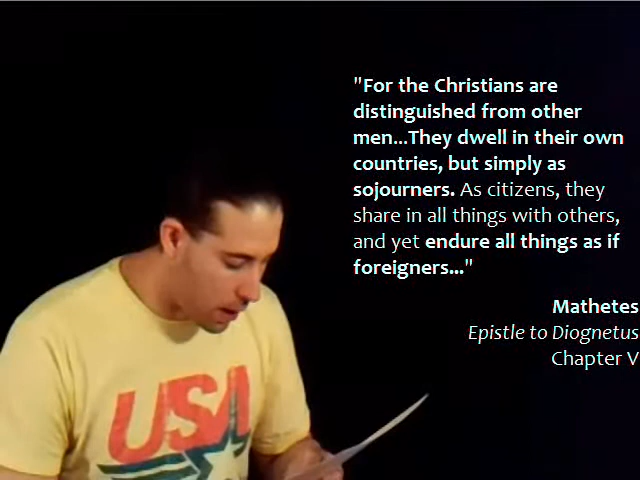 "For the Christians are
distinguished from other
men...They dwell in their own
countries, but simply as
sojourners. As citizens, they
share in all things with others,
and yet endure all things as if
foreigners..."
Mathetes
Epistle to Diognetus
Chapter V
USA